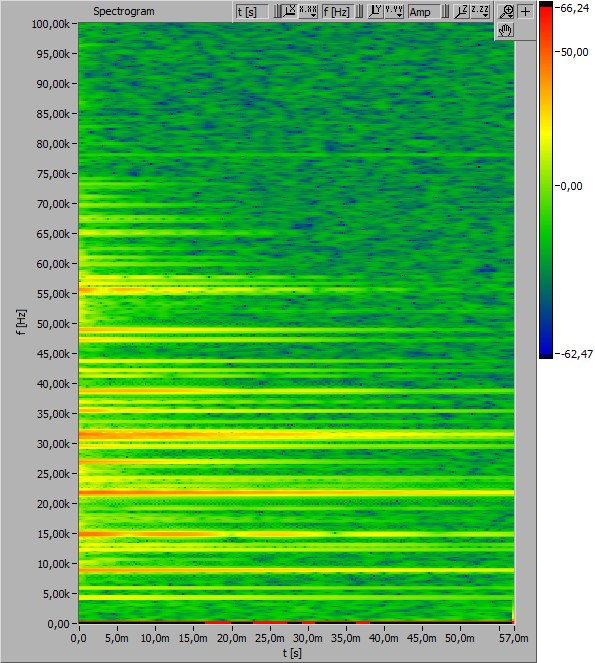 Spectrogram
t [s] X.XX f [Hz] Y.YY Amp Z.ZZ
66,24
50,00
0,00
-62,47
100,00k
95,00k
90,00k
85,00k
80,00k
75,00k
70,00k
65,00k
60,00k
55,00k
50,00k
45,00k
40,00k
35,00k
30,00k
25,00k
20,00k
15,00k
10,00k
5,00k
0,00
f [Hz]
0,0 5,0m 10,0m 15,0m 20,0m 25,0m 30,0m 35,0m 40,0m 45,0m 50,0m 57,0m
t [s]